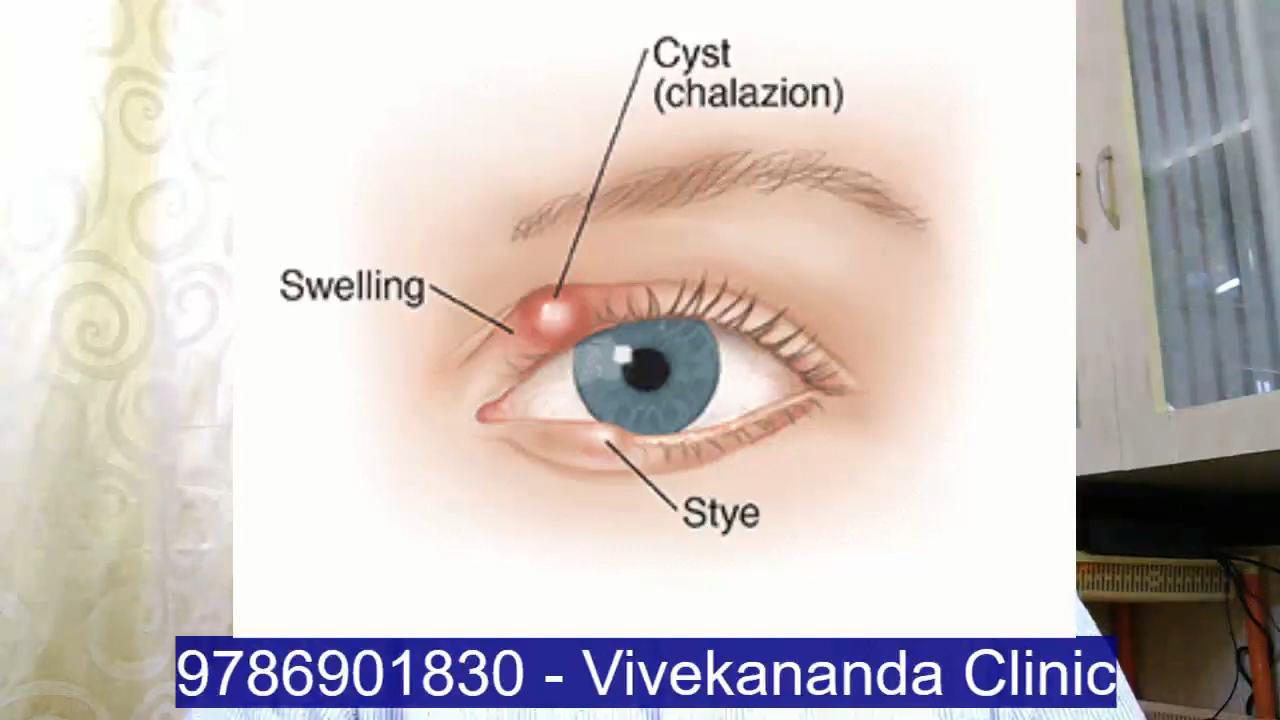 Cyst
(chalazion)
Swelling
Stye
9786901830 - Vivekananda Clinic